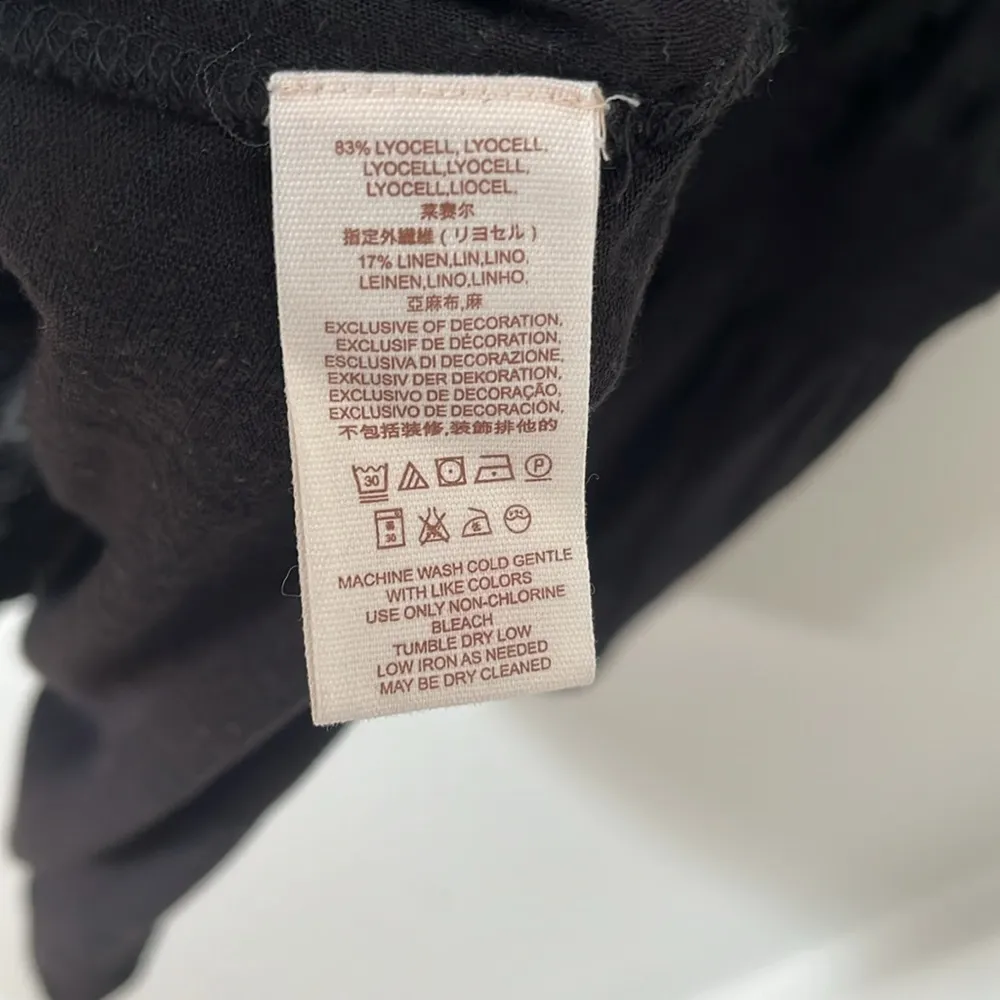 83% LYOCELL, LYOCELL,
LYOCELL,LYOCELL,
LYOCELL,LIOCEL,
莱赛尔
指定外繊維 ( リヨセル )
17% LINEN,LIN,LINO,
LEINEN,LINO,LINHO,
亞麻布,麻
EXCLUSIVE OF DECORATION,
EXCLUSIF DE DÉCORATION,
ESCLUSIVA DI DECORAZIONE,
EXKLUSIV DER DEKORATION,
EXCLUSIVO DE DECORAÇÃO,
EXCLUSIVO DE DECORACIÓN,
不包括装修,装飾排他的
30 P
30
MACHINE WASH COLD GENTLE
WITH LIKE COLORS
USE ONLY NON-CHLORINE
BLEACH
TUMBLE DRY LOW
LOW IRON AS NEEDED
MAY BE DRY CLEANED